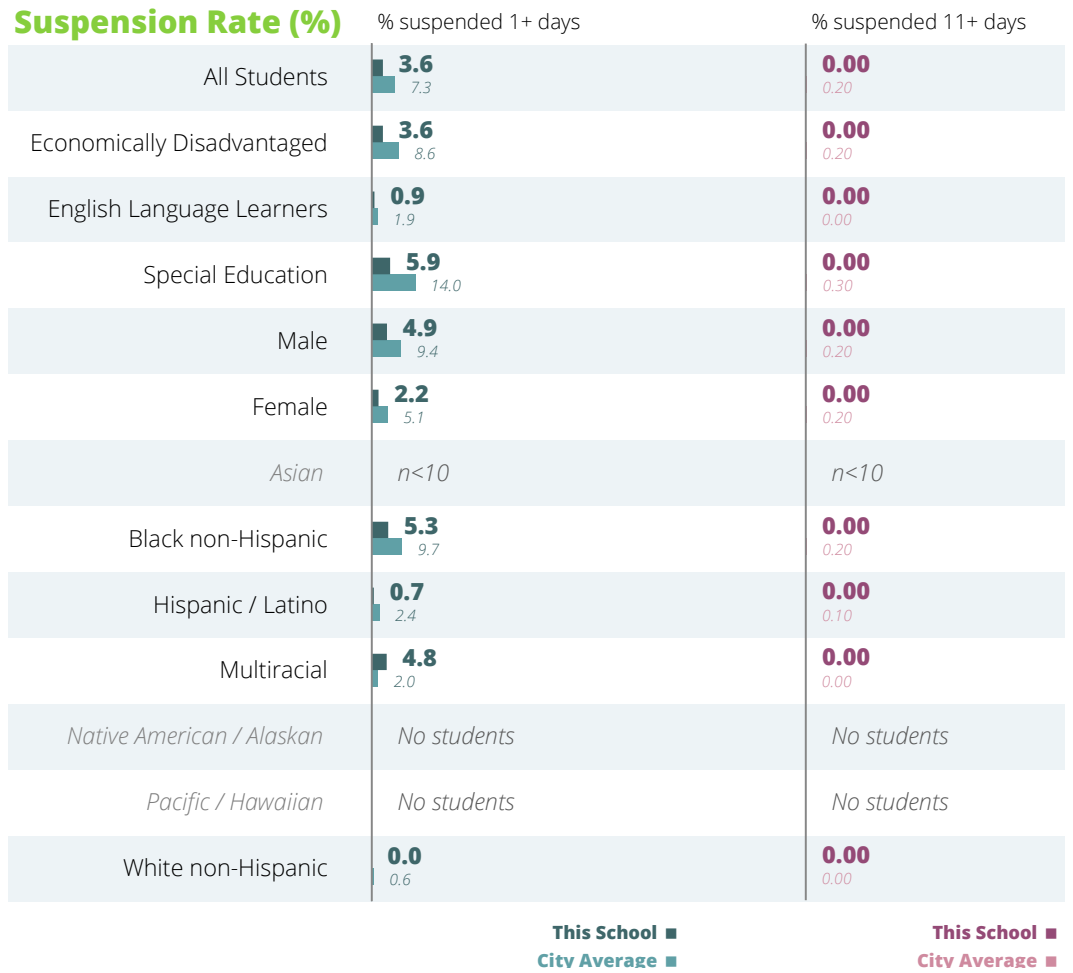 Suspension Rate (%) % suspended 1+ days % suspended 11+ days
All Students 3.6 0.00
7.3 0.20
Economically Disadvantaged 3.6 0.00
8.6 0.20
English Language Learners 0.9 0.00
1.9 0.00
Special Education 5.9 0.00
14.0 0.30
Male 4.9 0.00
9.4 0.20
Female 2.2 0.00
5.1 0.20
Asian n<10 n<10
Black non-Hispanic 5.3 0.00
9.7 0.20
Hispanic / Latino 0.7 0.00
2.4 0.10
Multiracial 4.8 0.00
2.0 0.00
Native American / Alaskan No students No students
Pacific / Hawaiian No students No students
White non-Hispanic 0.0 0.00
0.6 0.00
This School This School
City Average City Average